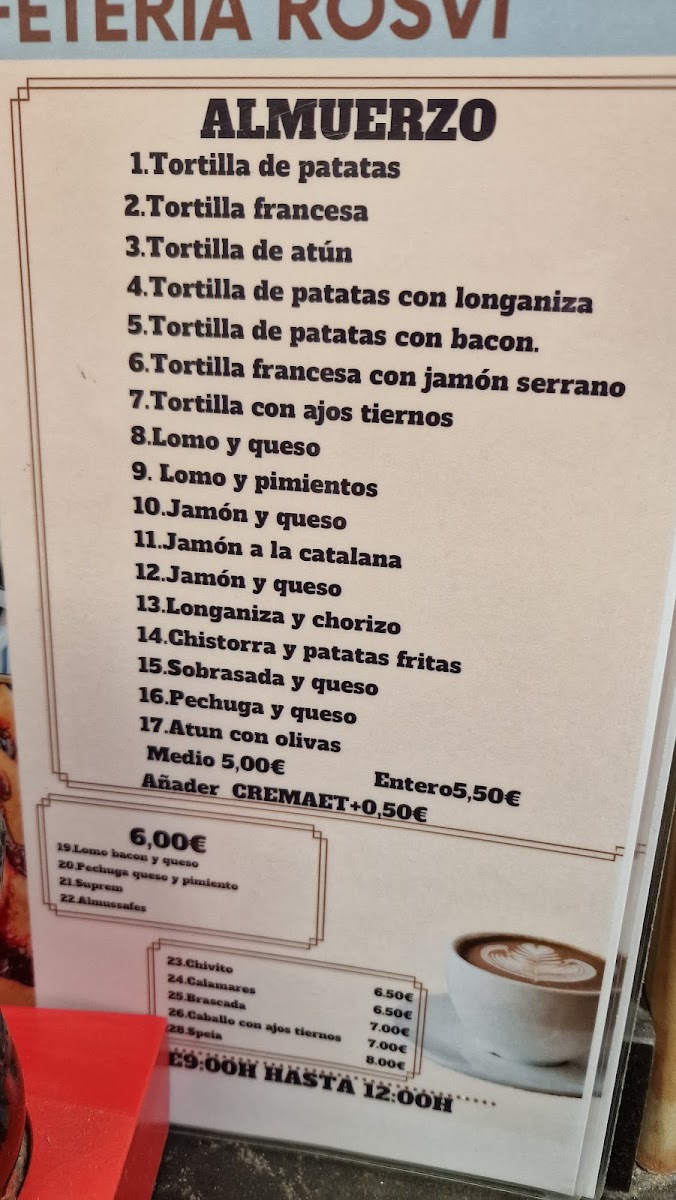 FETERIA ROSVI
ALMUERZO
1.Tortilla de patatas
2.Tortilla francesa
3.Tortilla de atún
4.Tortilla de patatas con longaniza
5.Tortilla de patatas con bacon.
6.Tortilla francesa con jamón serrano
7.Tortilla con ajos tiernos
8.Lomo y queso
9. Lomo y pimientos
10.Jamón y queso
11.Jamón a la catalana
12.Jamón y queso
13.Longaniza y chorizo
14.Chistorra y patatas fritas
15.Sobrasada y queso
16.Pechuga y queso
17.Atun con olivas
Medio 5,00€ Entero5,50€
Añader CREMAET+0,50€
6,00€
19.Lomo bacon y queso
20.Pechuga queso y pimiento
21.Suprem
22.Almussafes
23.Chivito 6.50€
24.Calamares 6.50€
25.Brascada 7.00€
26.Caballo con ajos tiernos 7.00€
28.Speia 8.00€
E9:00H HASTA 12:00H